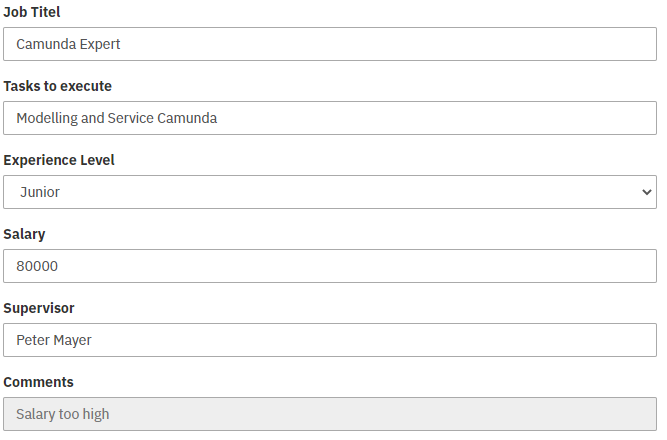 Job Titel
Camunda Expert
Tasks to execute
Modelling and Service Camunda
Experience Level
Junior
Salary
80000
Supervisor
Peter Mayer
Comments
Salary too high